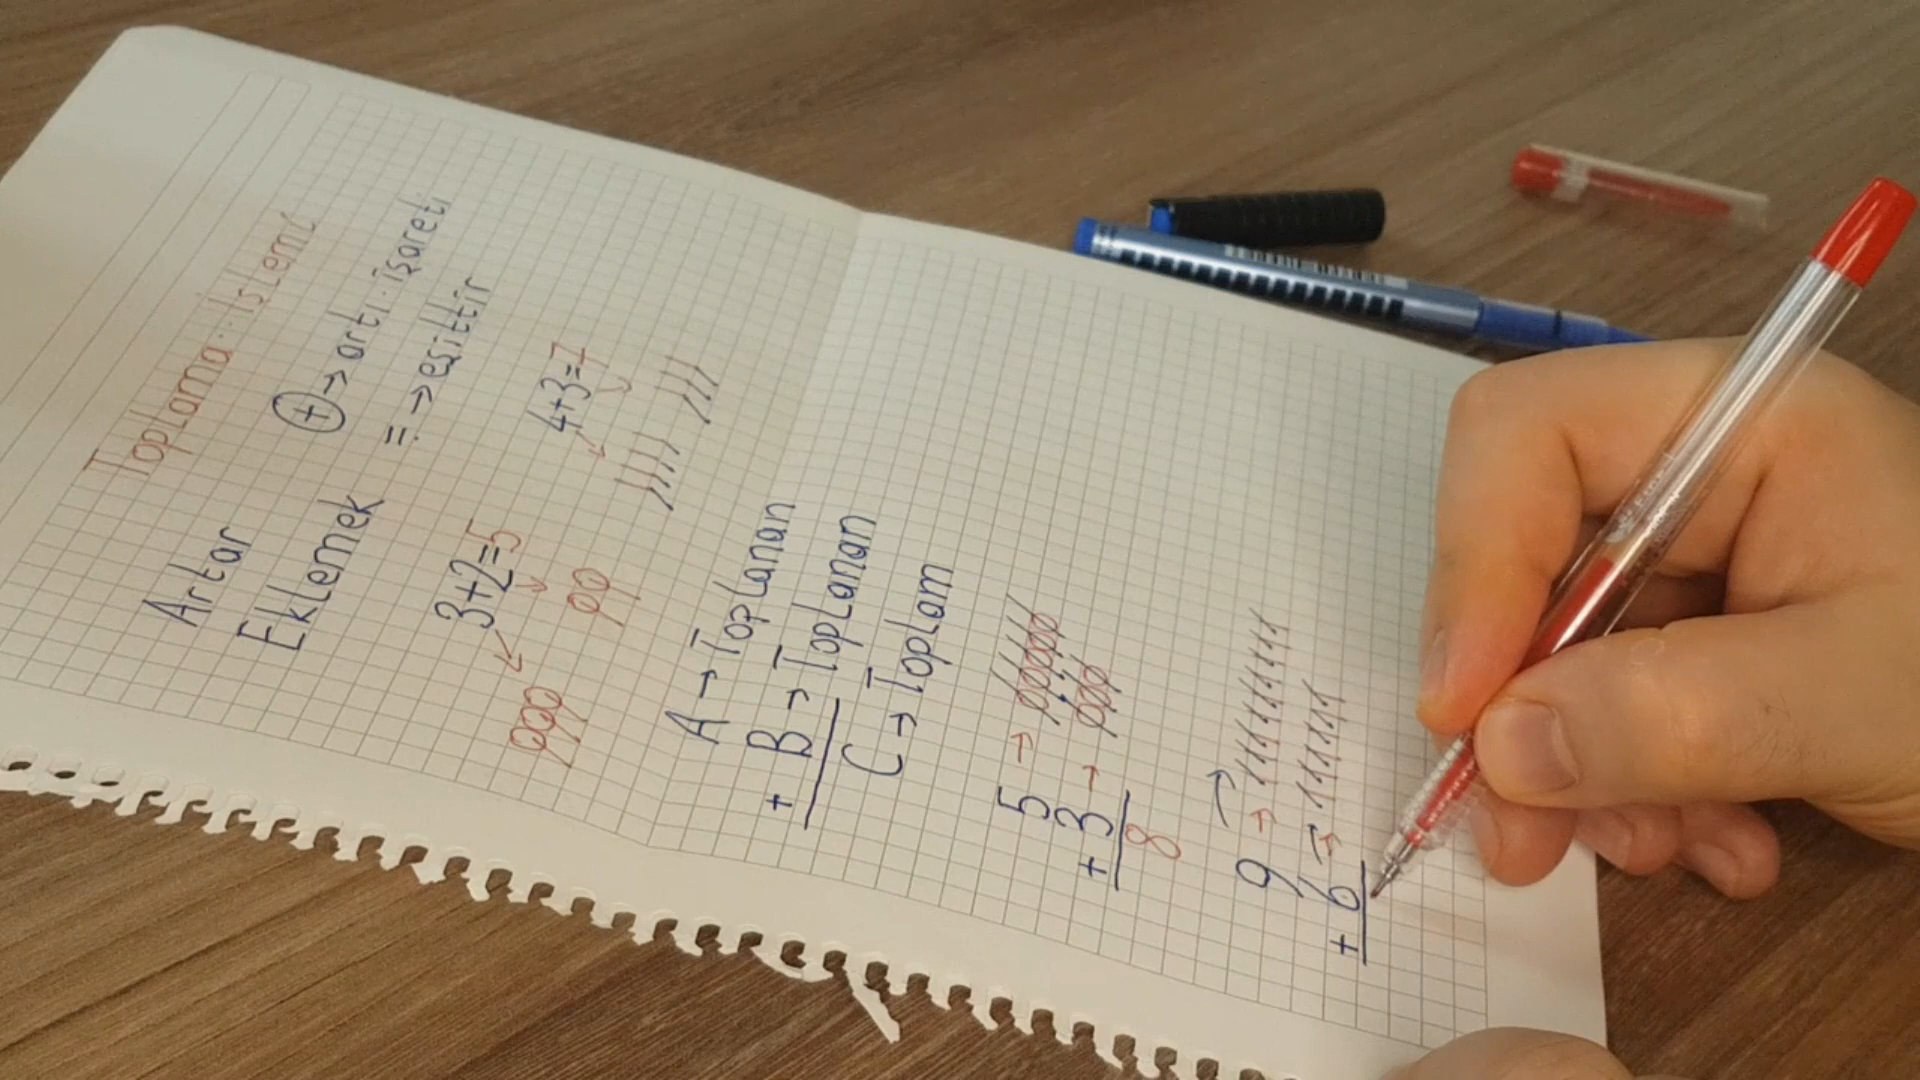 Toplama İşlemi
Artar
Eklemek
+ → artı işareti
= → eşittir
3+2=5
4+3=7
A → Toplanan
+ B → Toplanan
C → Toplam
5 →
+ 3 →
8
9 →
+ 6 →